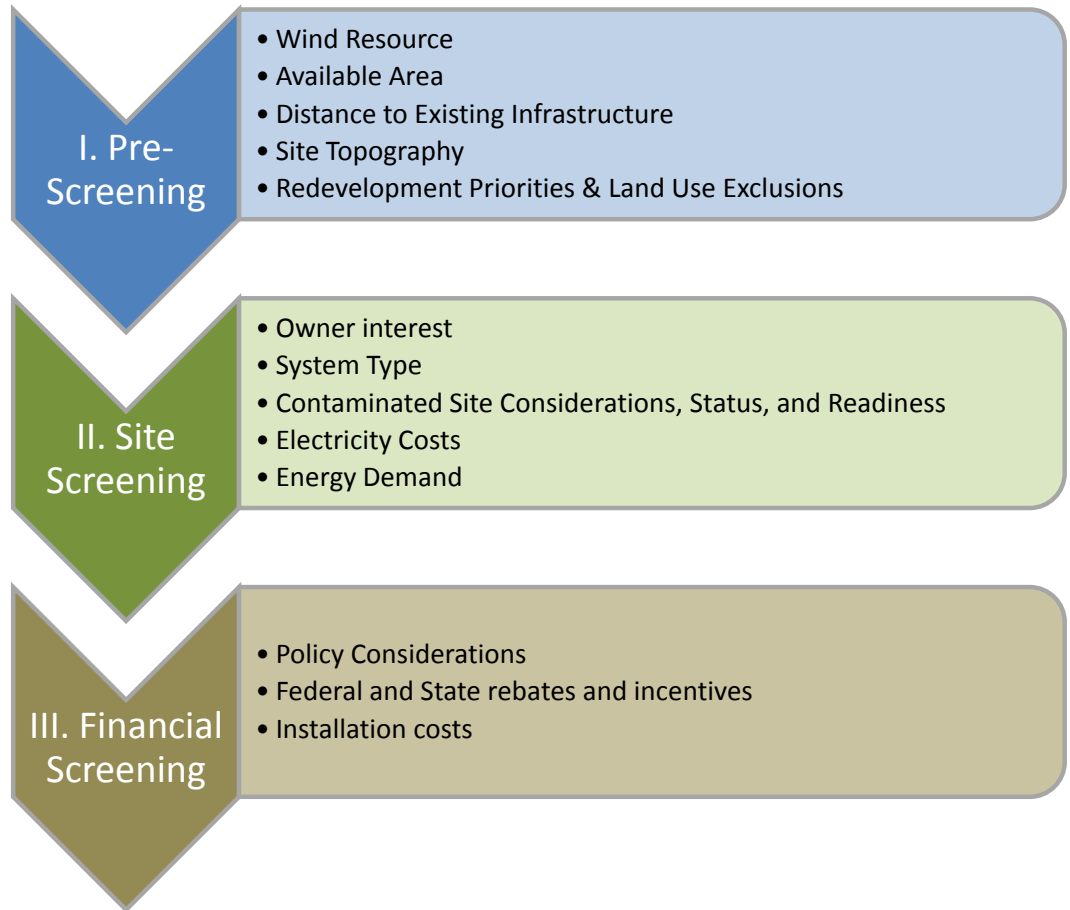 I. Pre-
Screening
• Wind Resource
• Available Area
• Distance to Existing Infrastructure
• Site Topography
• Redevelopment Priorities & Land Use Exclusions
II. Site
Screening
• Owner interest
• System Type
• Contaminated Site Considerations, Status, and Readiness
• Electricity Costs
• Energy Demand
III. Financial
Screening
• Policy Considerations
• Federal and State rebates and incentives
• Installation costs